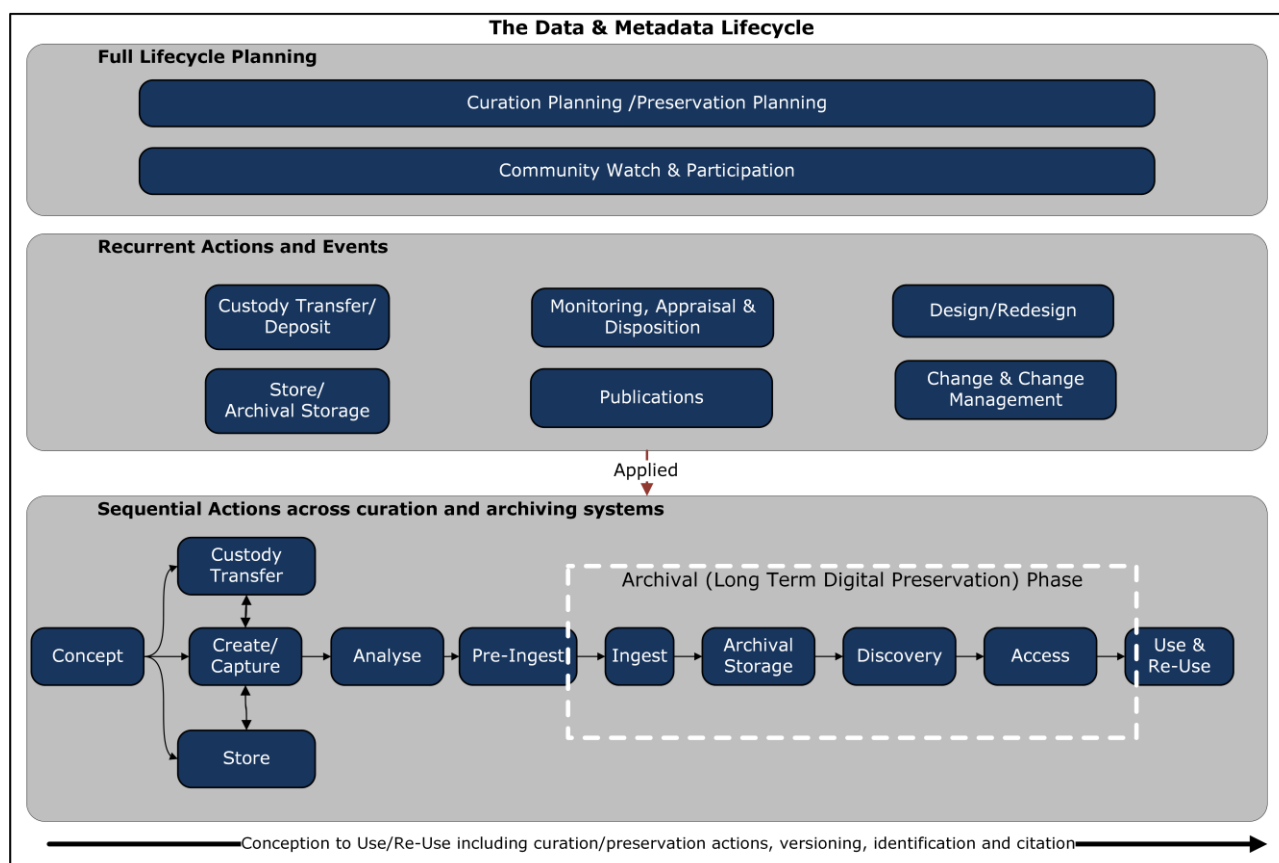 The Data & Metadata Lifecycle
Full Lifecycle Planning
Curation Planning /Preservation Planning
Community Watch & Participation
Recurrent Actions and Events
Custody Transfer/
Deposit
Monitoring, Appraisal &
Disposition
Design/Redesign
Store/
Archival Storage
Publications
Change & Change
Management
Applied
Sequential Actions across curation and archiving systems
Custody
Transfer
Archival (Long Term Digital Preservation) Phase
Concept
Create/
Capture
Analyse
Pre-Ingest
Ingest
Archival
Storage
Discovery
Access
Use &
Re-Use
Store
Conception to Use/Re-Use including curation/preservation actions, versioning, identification and citation